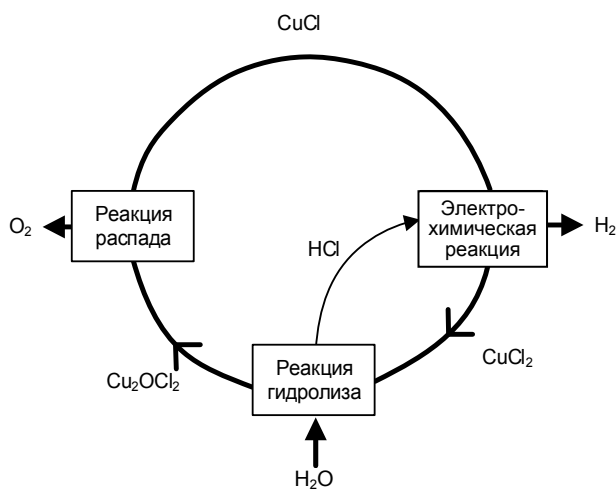 CuCl
Реакция
распада
O₂
Электро-
химическая
реакция
H₂
HCl
Cu₂OCl₂
Реакция
гидролиза
CuCl₂
H₂O